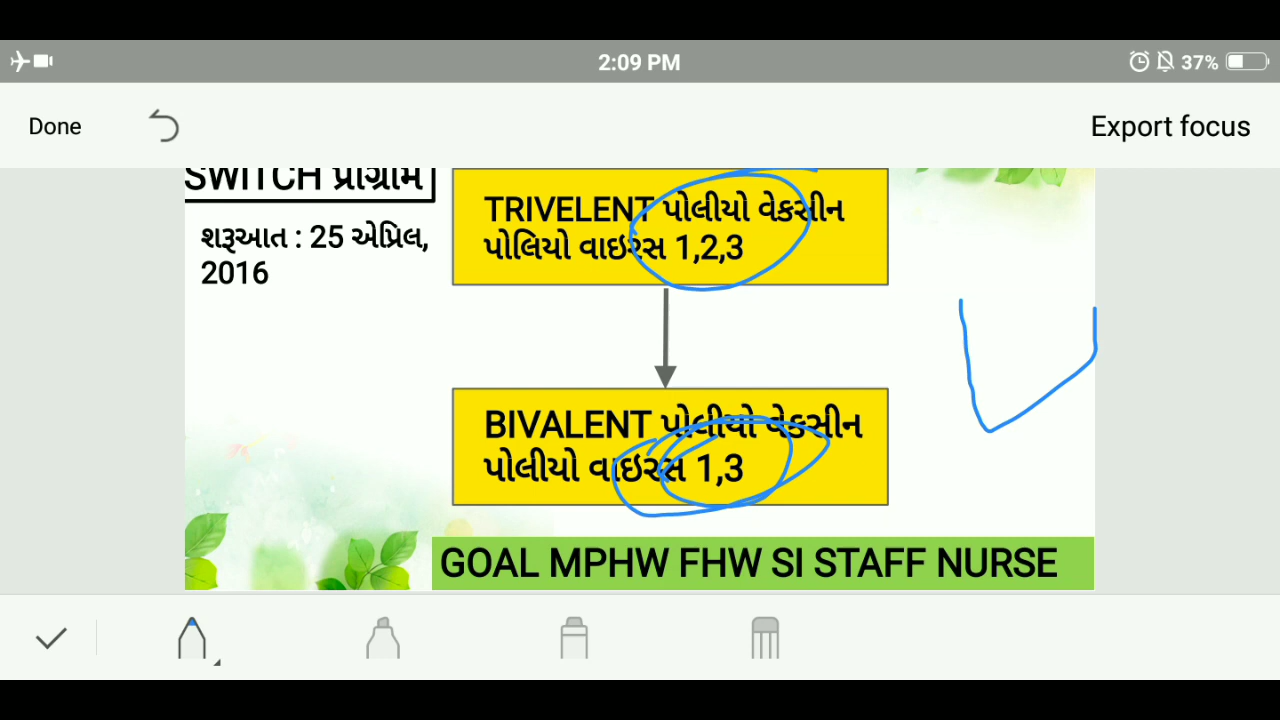 2:09 PM
37%
Done
Export focus
SWITCH પ્રોગ્રામ
શરૂઆત : 25 એપ્રિલ,
2016
TRIVELENT પોલીયો વેકસીન
પોલિયો વાઇરસ 1,2,3
BIVALENT પોલીયો વેકસીન
પોલીયો વાઇરસ 1,3
GOAL MPHW FHW SI STAFF NURSE